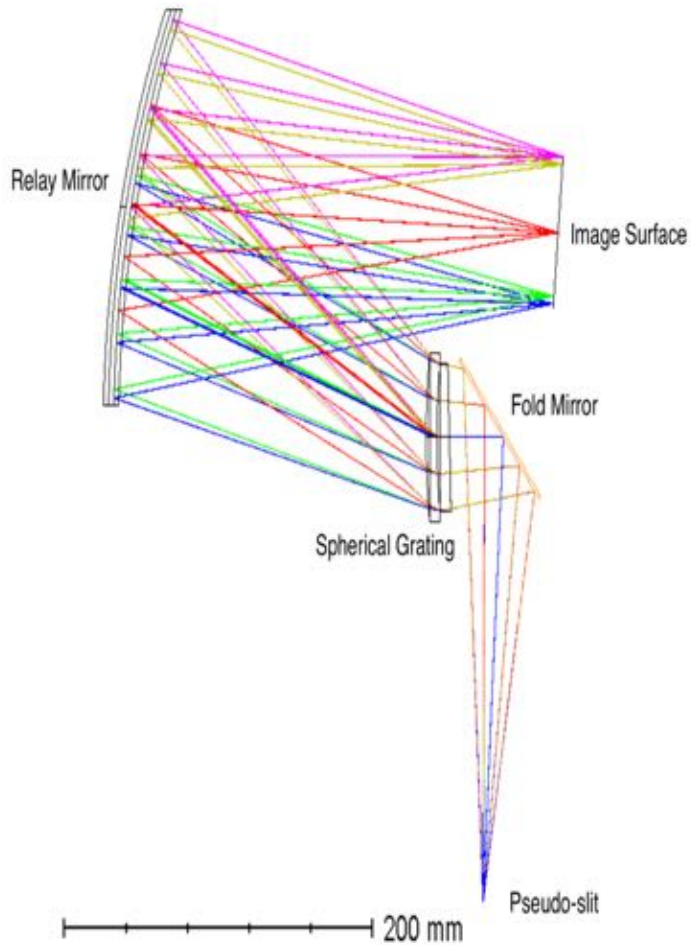 Relay Mirror
Image Surface
Fold Mirror
Spherical Grating
Pseudo-slit
200 mm